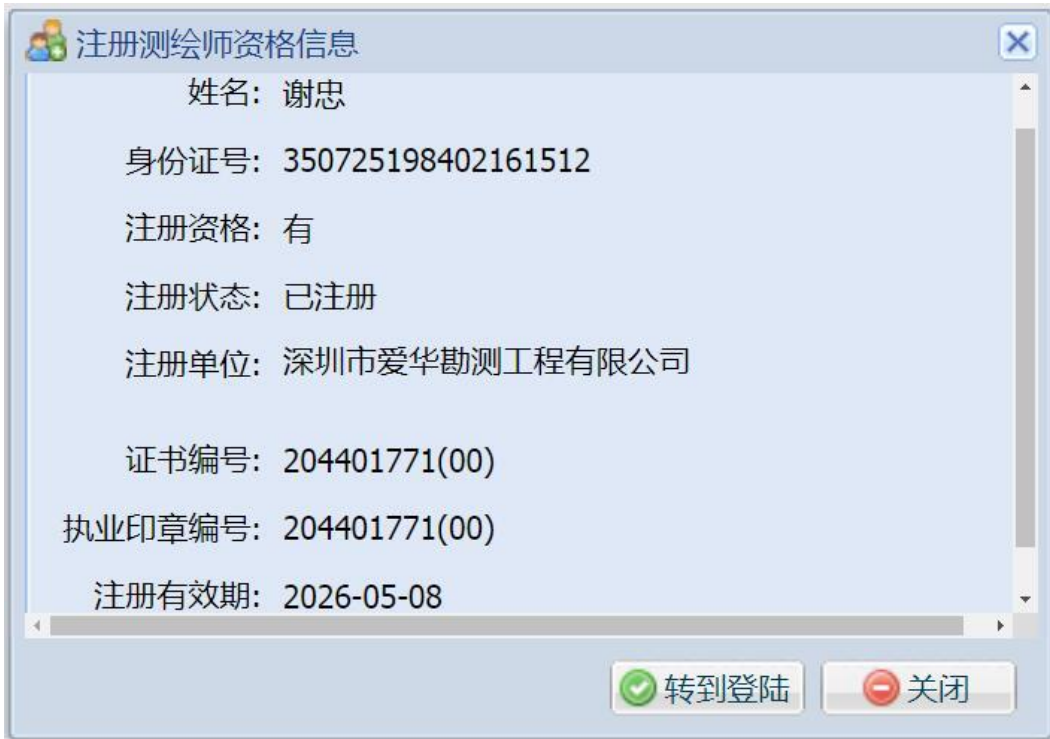 注册测绘师资格信息
姓名: 谢忠
身份证号: 350725198402161512
注册资格: 有
注册状态: 已注册
注册单位: 深圳市爱华勘测工程有限公司
证书编号: 204401771(00)
执业印章编号: 204401771(00)
注册有效期: 2026-05-08
转到登陆 关闭